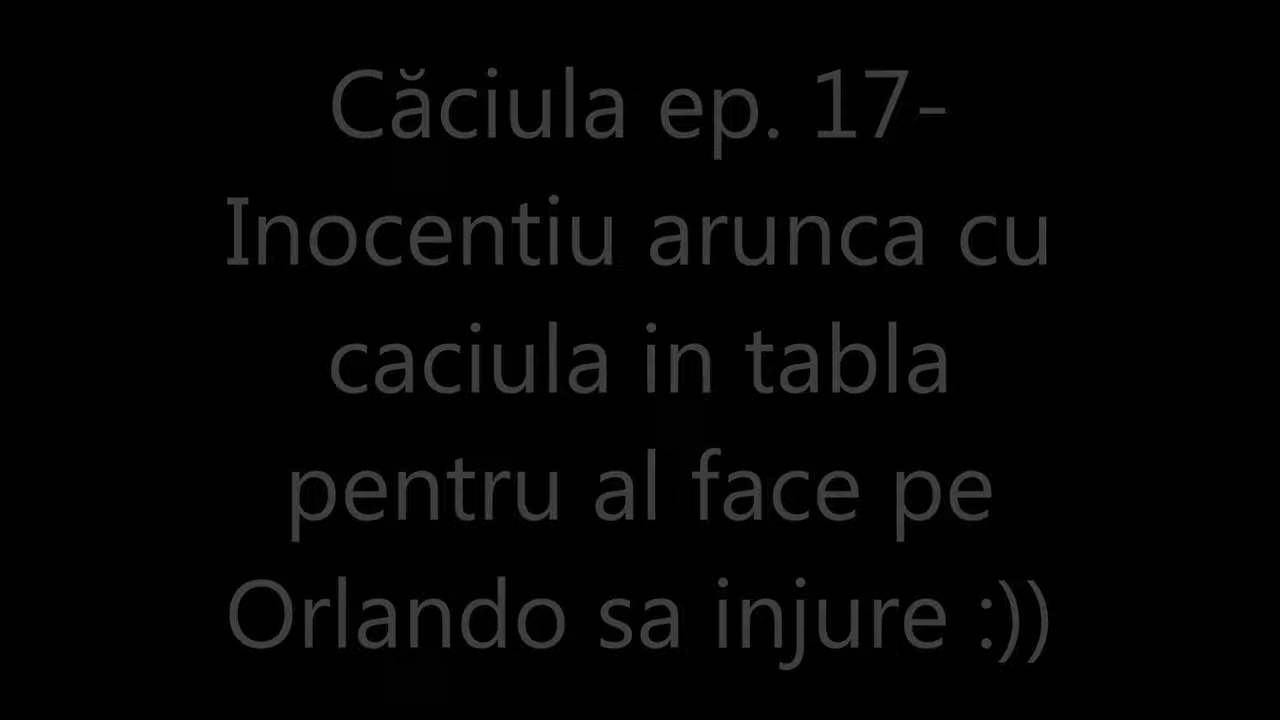 Căciula ep. 17-
Inocentiu arunca cu
caciula in tabla
pentru al face pe
Orlando sa injure :))